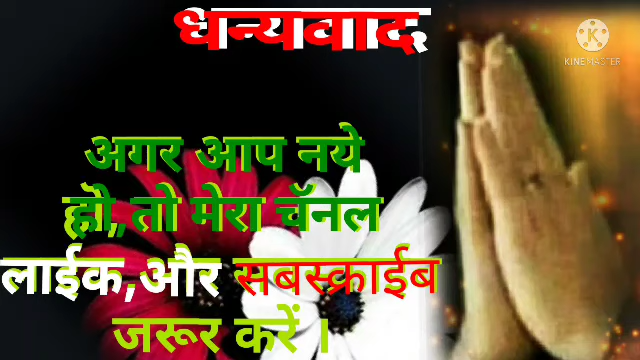 धन्यवाद
KINEMASTER
अगर आप नये
हो,तो मेरा चॅनल
लाईक,और सबस्क्राईब
जरूर करें ।